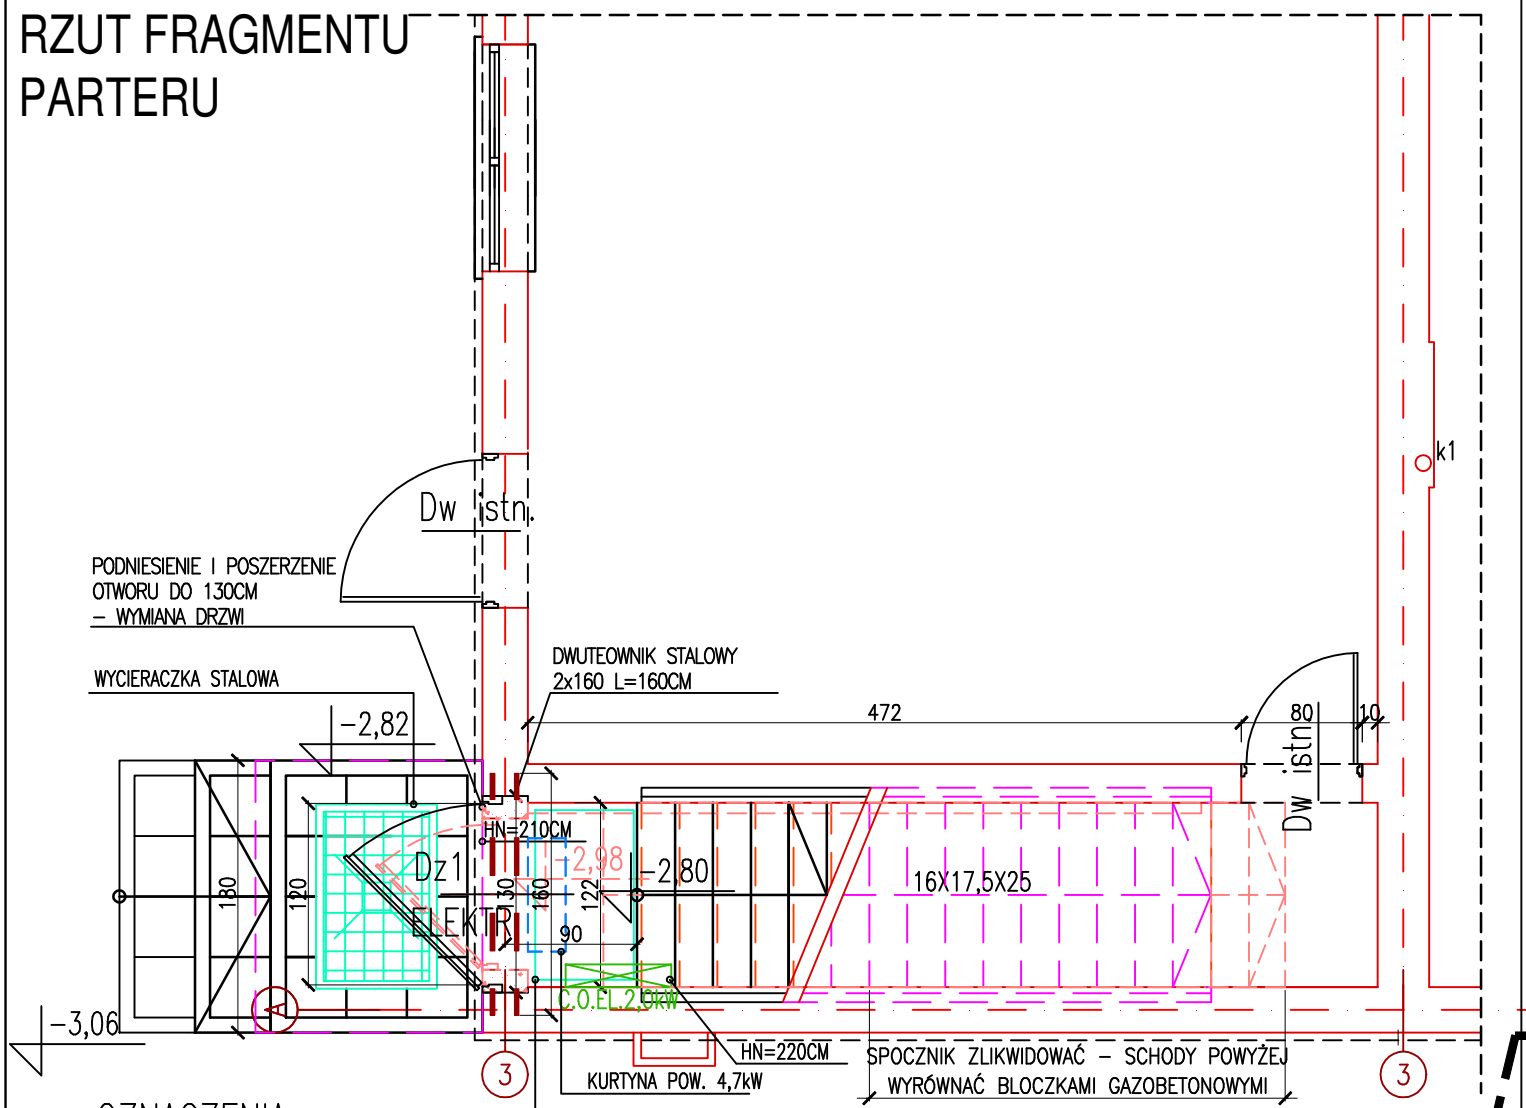 RZUT FRAGMENTU
PARTERU
k1
Dw istn.
PODNIESIENIE I POSZERZENIE
OTWORU DO 130CM
– WYMIANA DRZWI
WYCIERACZKA STALOWA
DWUTEOWNIK STALOWY
2x160 L=160CM
472
80
10
Dw istn.
-2,82
HN=210CM
-2,98
-2,80
Dz1
ELEKTR.
180
120
130
160
122
90
16X17,5X25
C.O.EL.2,0kW
A
-3,06
HN=220CM
KURTYNA POW. 4,7kW
SPOCZNIK ZLIKWIDOWAĆ – SCHODY POWYŻEJ
WYRÓWNAĆ BLOCZKAMI GAZOBETONOWYMI
3
3
OZNACZENIA